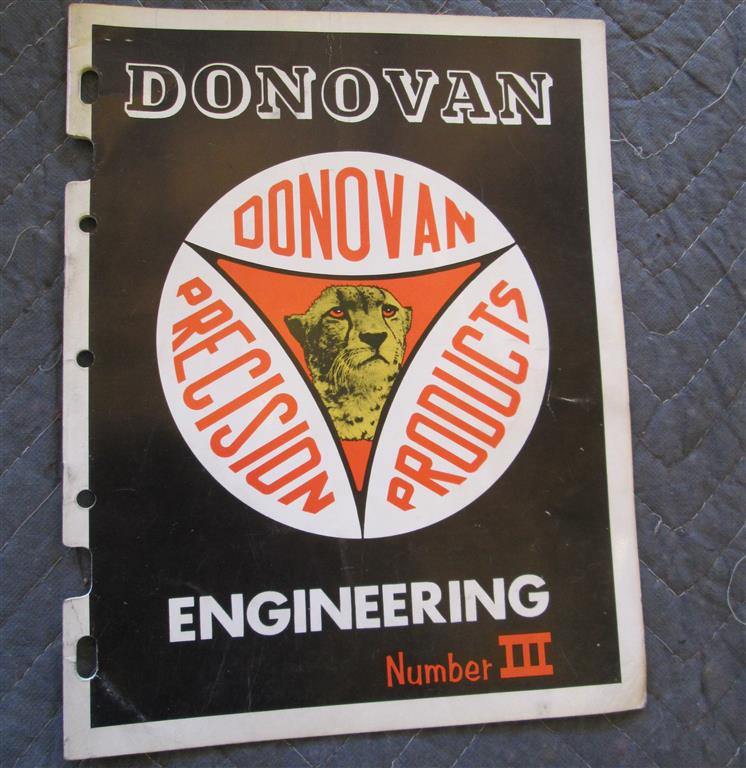 DONOVAN
DONOVAN
PRECISION
PRODUCTS
ENGINEERING
Number III